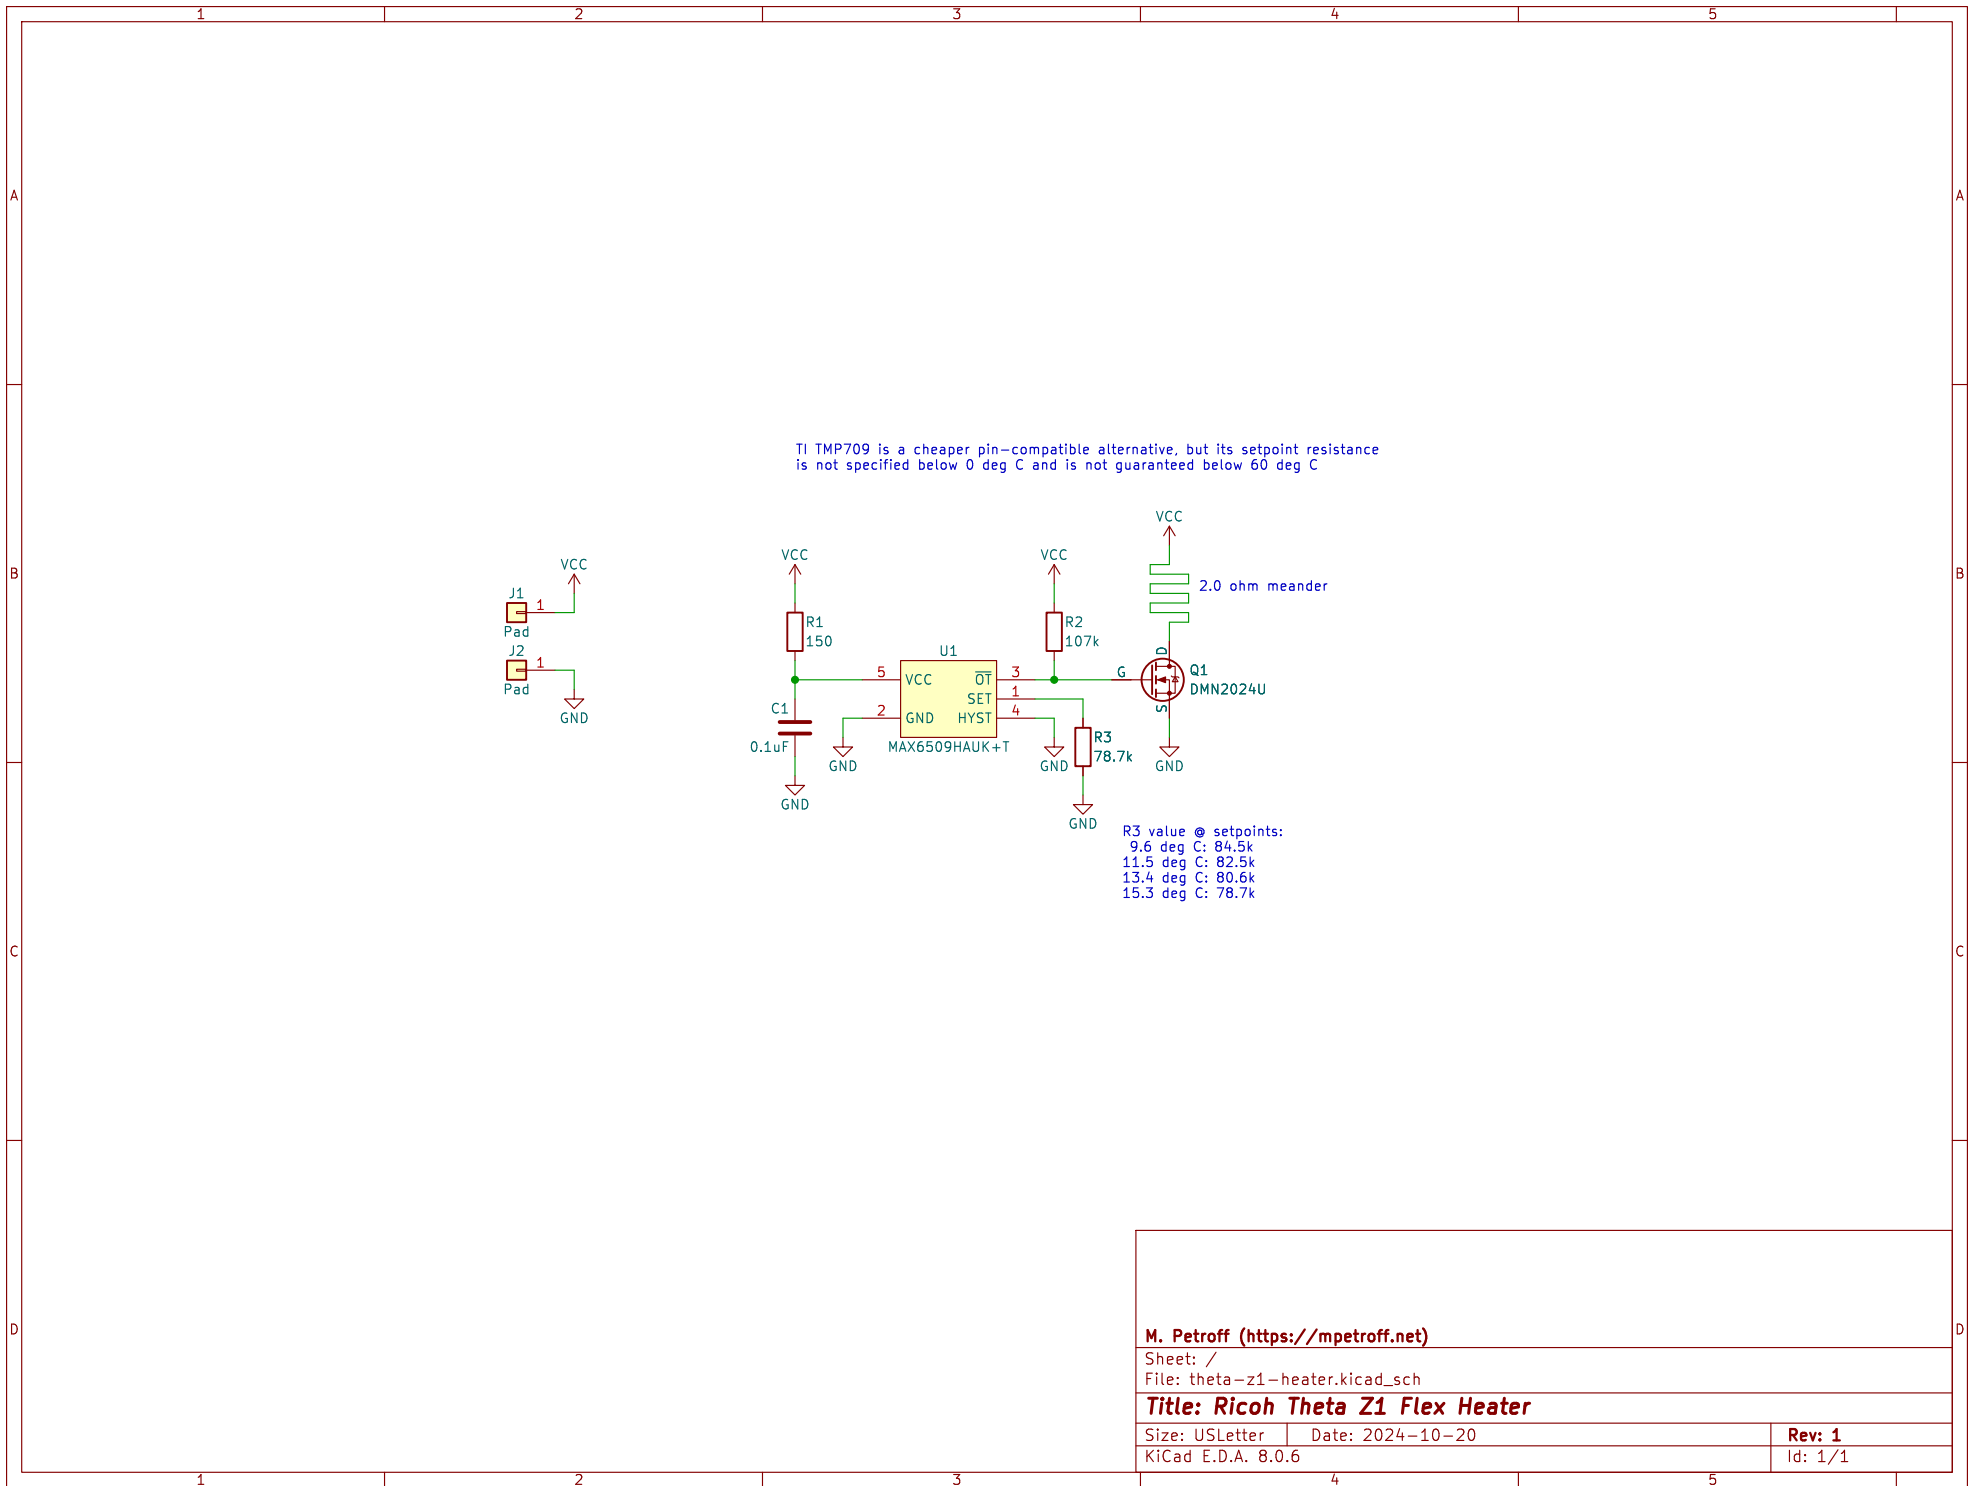 1 2 3 4 5
A A
TI TMP709 is a cheaper pin-compatible alternative, but its setpoint resistance
is not specified below 0 deg C and is not guaranteed below 60 deg C
VCC
VCC VCC
VCC
B B
2.0 ohm meander
J1
1
Pad
R1
150
R2
107k
J2
1
Pad
GND
U1
5 VCC
2 GND
O̅T̅ 3
SET 1
HYST 4
MAX6509HAUK+T
G
D
S
Q1
DMN2024U
C1
0.1uF
R3
78.7k
GND
GND
GND
GND
GND
R3 value @ setpoints:
9.6 deg C: 84.5k
11.5 deg C: 82.5k
13.4 deg C: 80.6k
15.3 deg C: 78.7k
C C
D D
M. Petroff (https://mpetroff.net)
Sheet: /
File: theta-z1-heater.kicad_sch
Title: Ricoh Theta Z1 Flex Heater
Size: USLetter Date: 2024-10-20 Rev: 1
KiCad E.D.A. 8.0.6 Id: 1/1
1 2 3 4 5